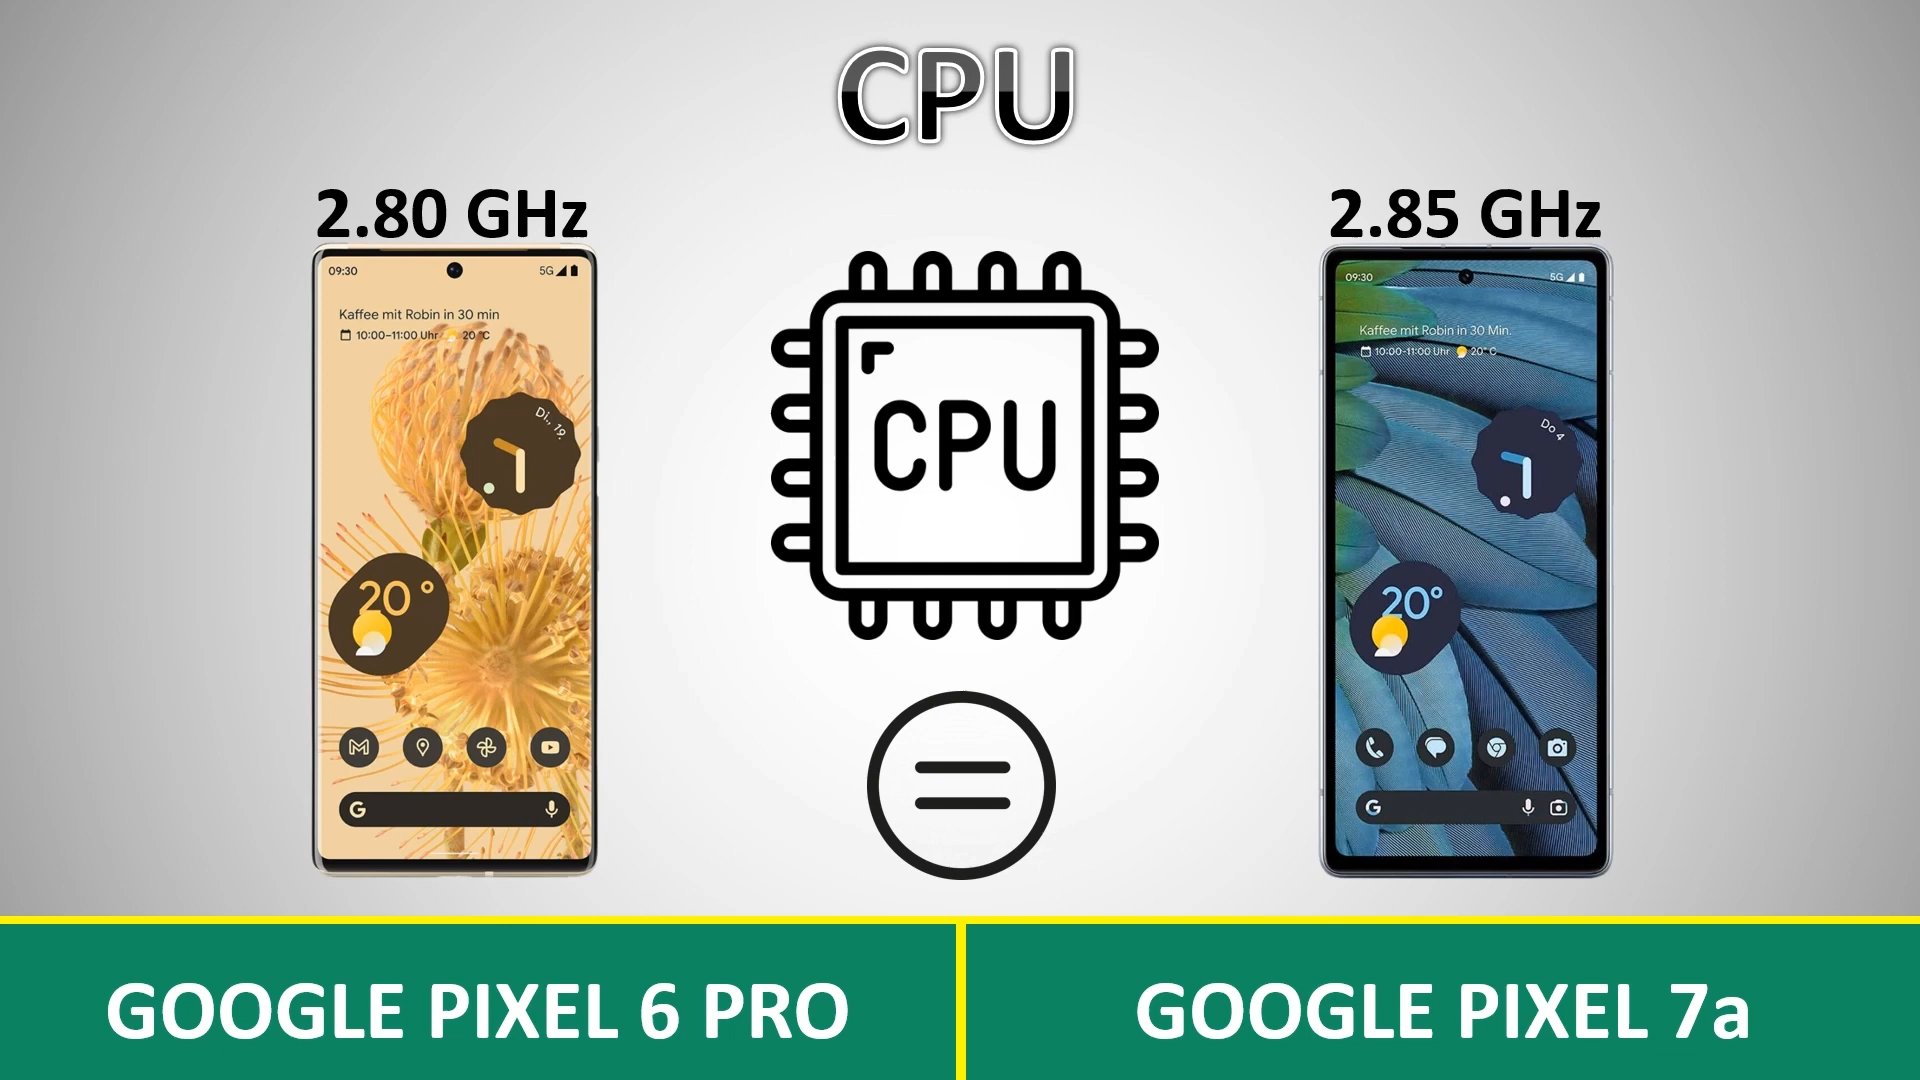 CPU
2.80 GHz
2.85 GHz
09:30
5G
Kaffee mit Robin in 30 min
10:00–11:00 Uhr 20 °C
Di., 19.
20°
G
09:30
5G
Kaffee mit Robin in 30 Min.
10:00-11:00 Uhr 20° C
Do 4
20°
G
CPU
GOOGLE PIXEL 6 PRO
GOOGLE PIXEL 7a